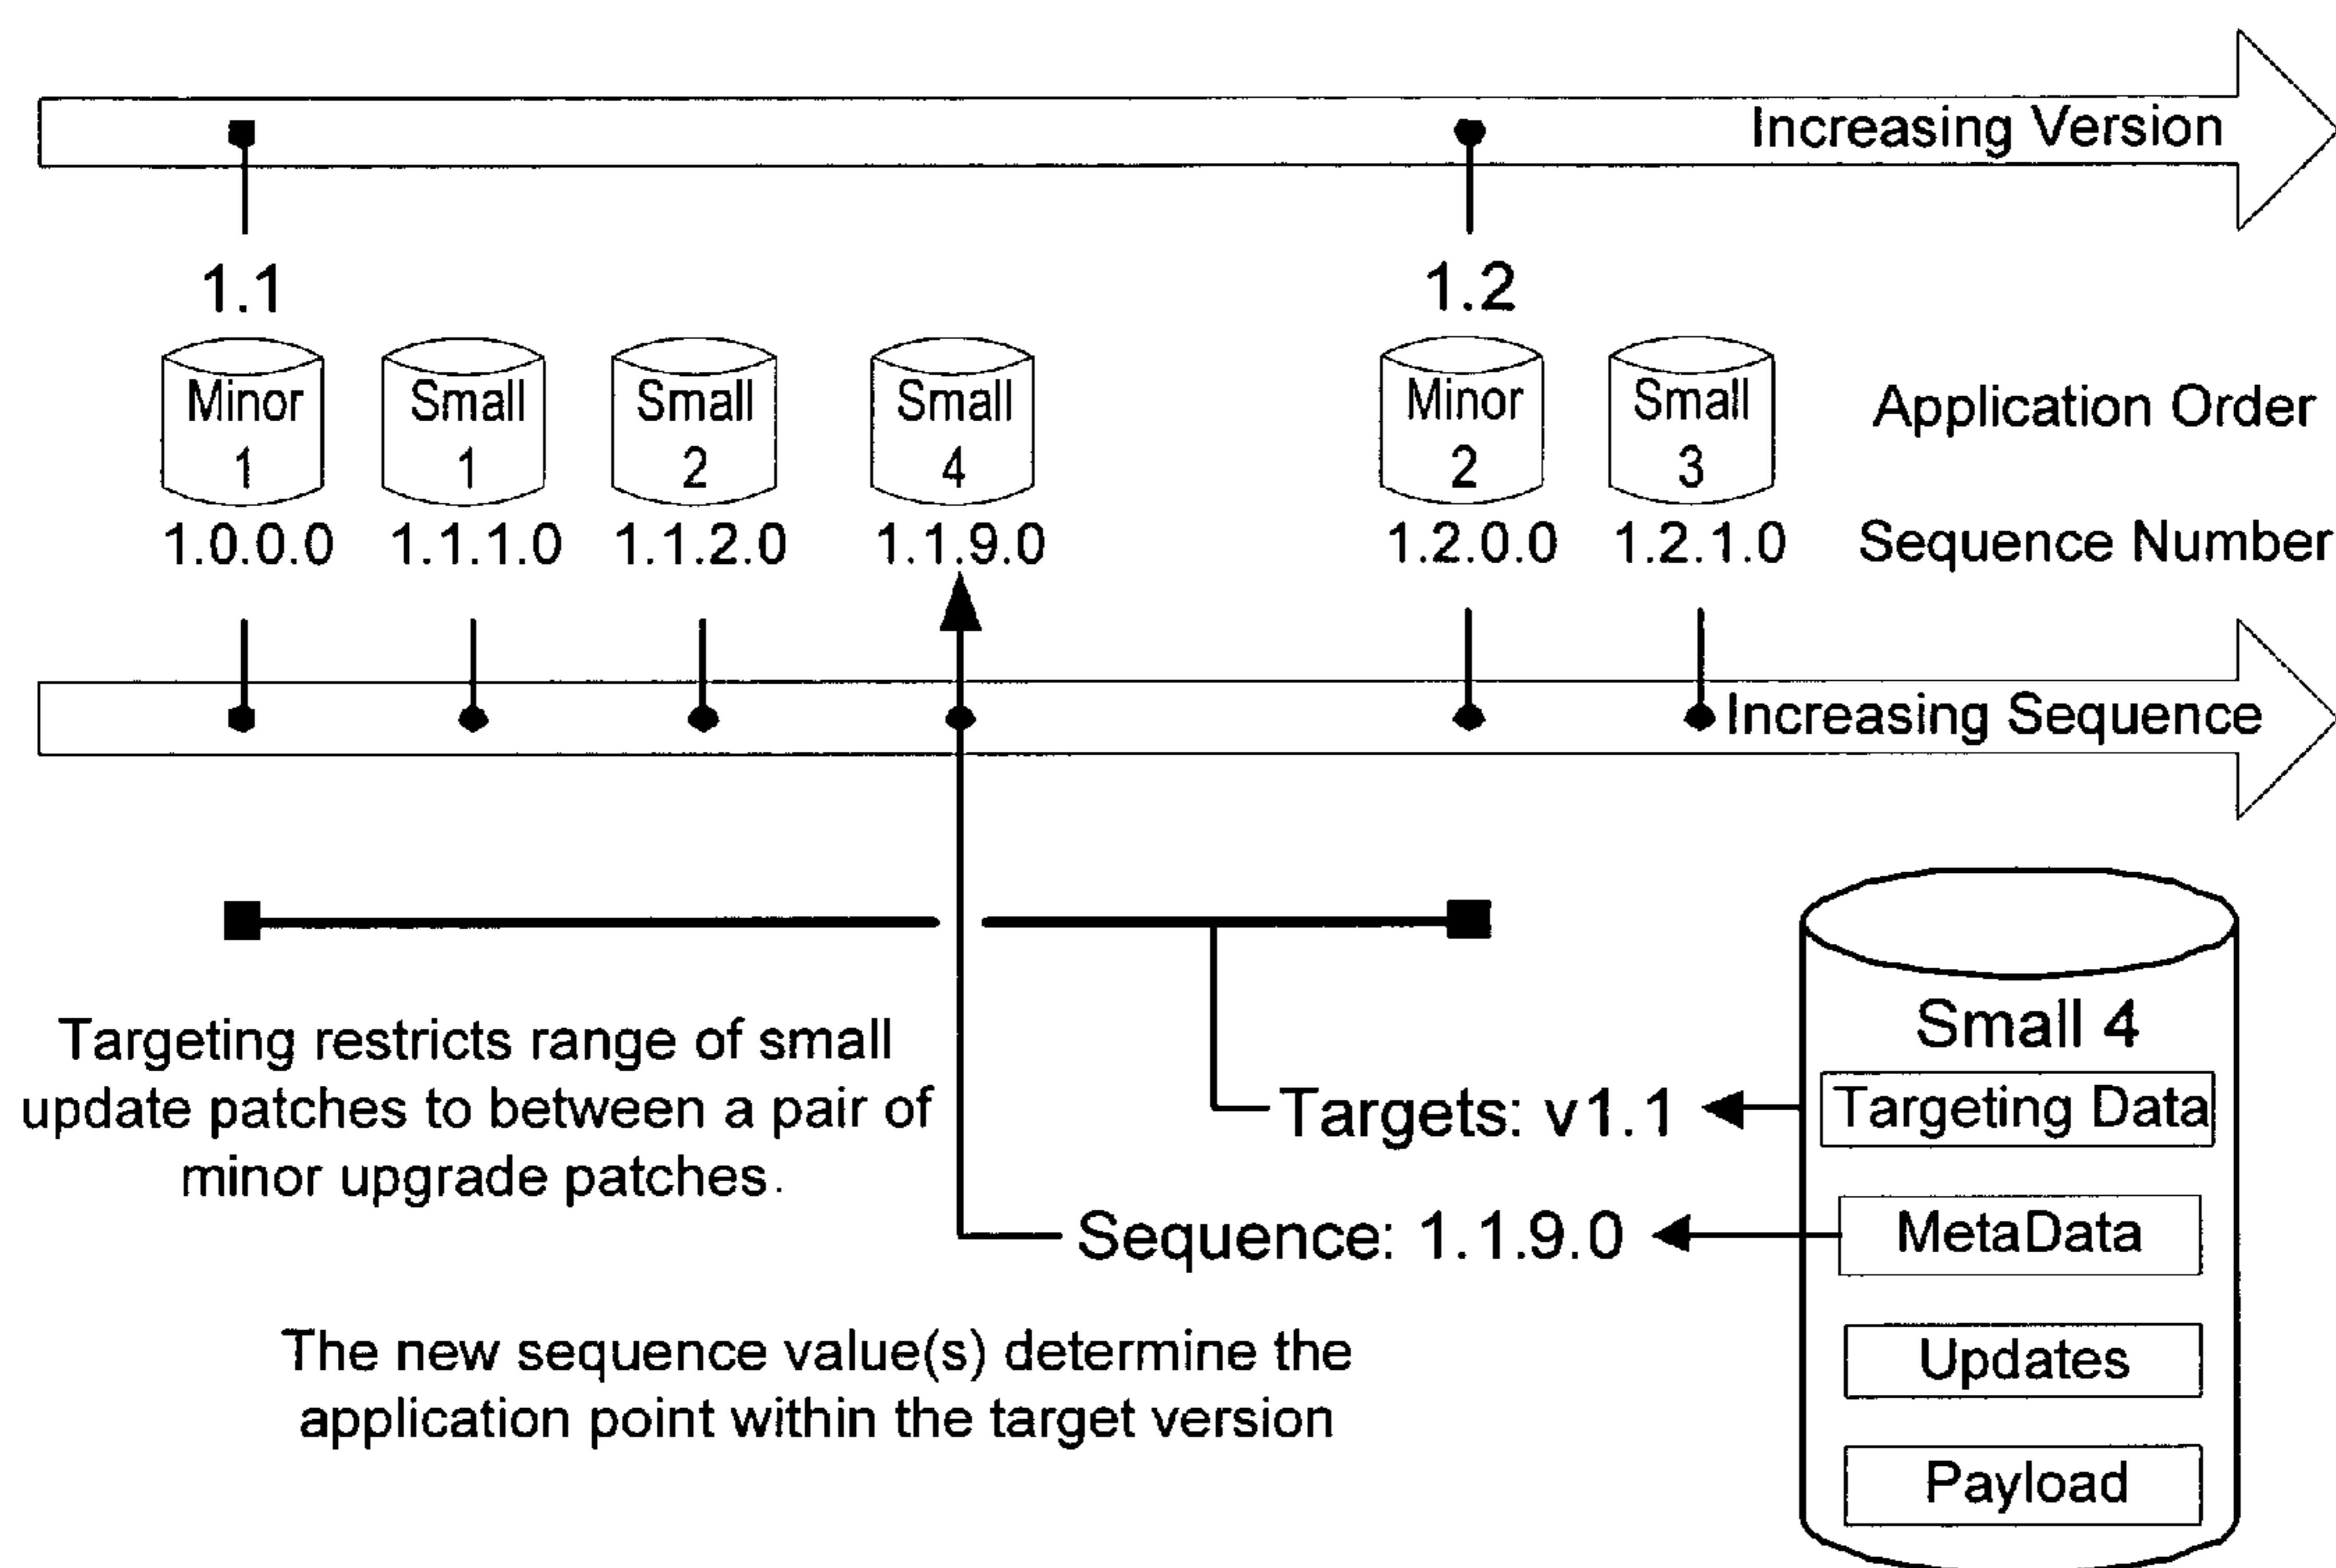 Increasing Version
1.1
1.2
Minor
1
Small
1
Small
2
Small
4
Minor
2
Small
3
Application Order
1.0.0.0
1.1.1.0
1.1.2.0
1.1.9.0
1.2.0.0
1.2.1.0
Sequence Number
Increasing Sequence
Targeting restricts range of small
update patches to between a pair of
minor upgrade patches.
Small 4
Targets: v1.1
Targeting Data
Sequence: 1.1.9.0
MetaData
The new sequence value(s) determine the
application point within the target version
Updates
Payload